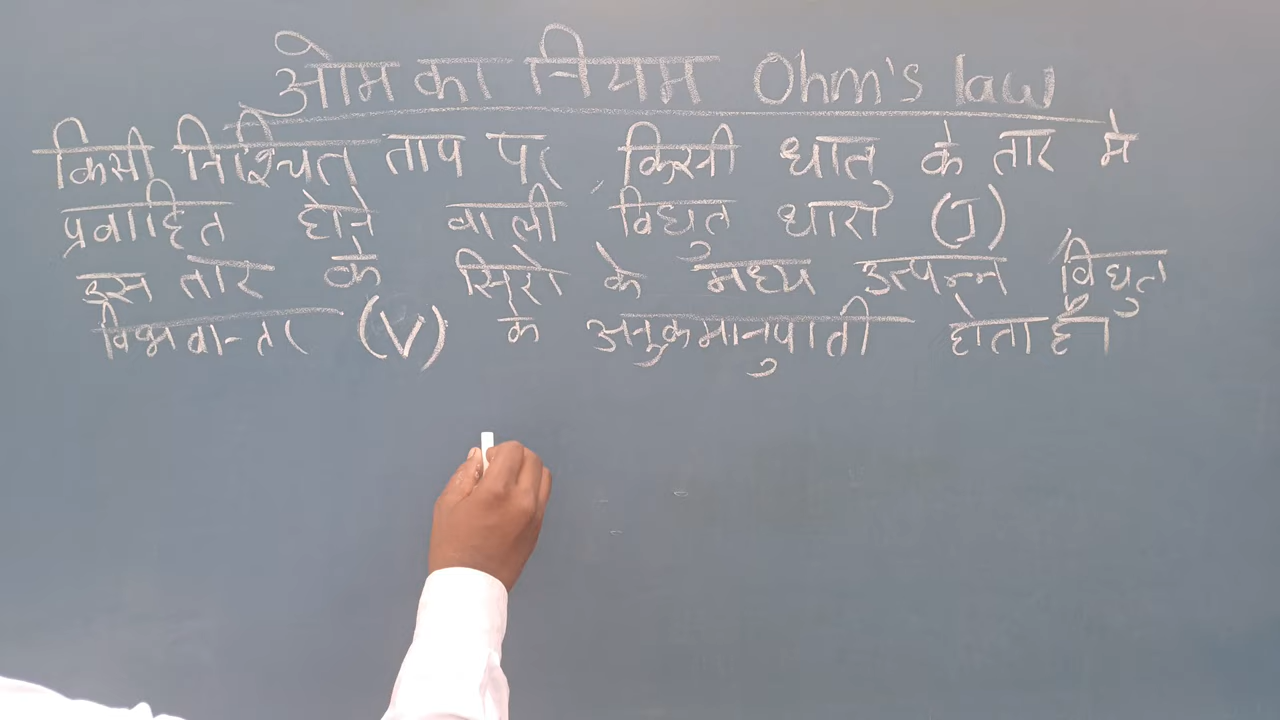 ओम का नियम Ohm's law
किसी निश्चित ताप पर किसी धातु के तार मे
प्रवाहित होने वाली विधुत धारा (I)
इस तार के सिरो के मध्य उत्पन्न विधुत
विभवान्तर (V) के अनुक्रमानुपाती होता है।